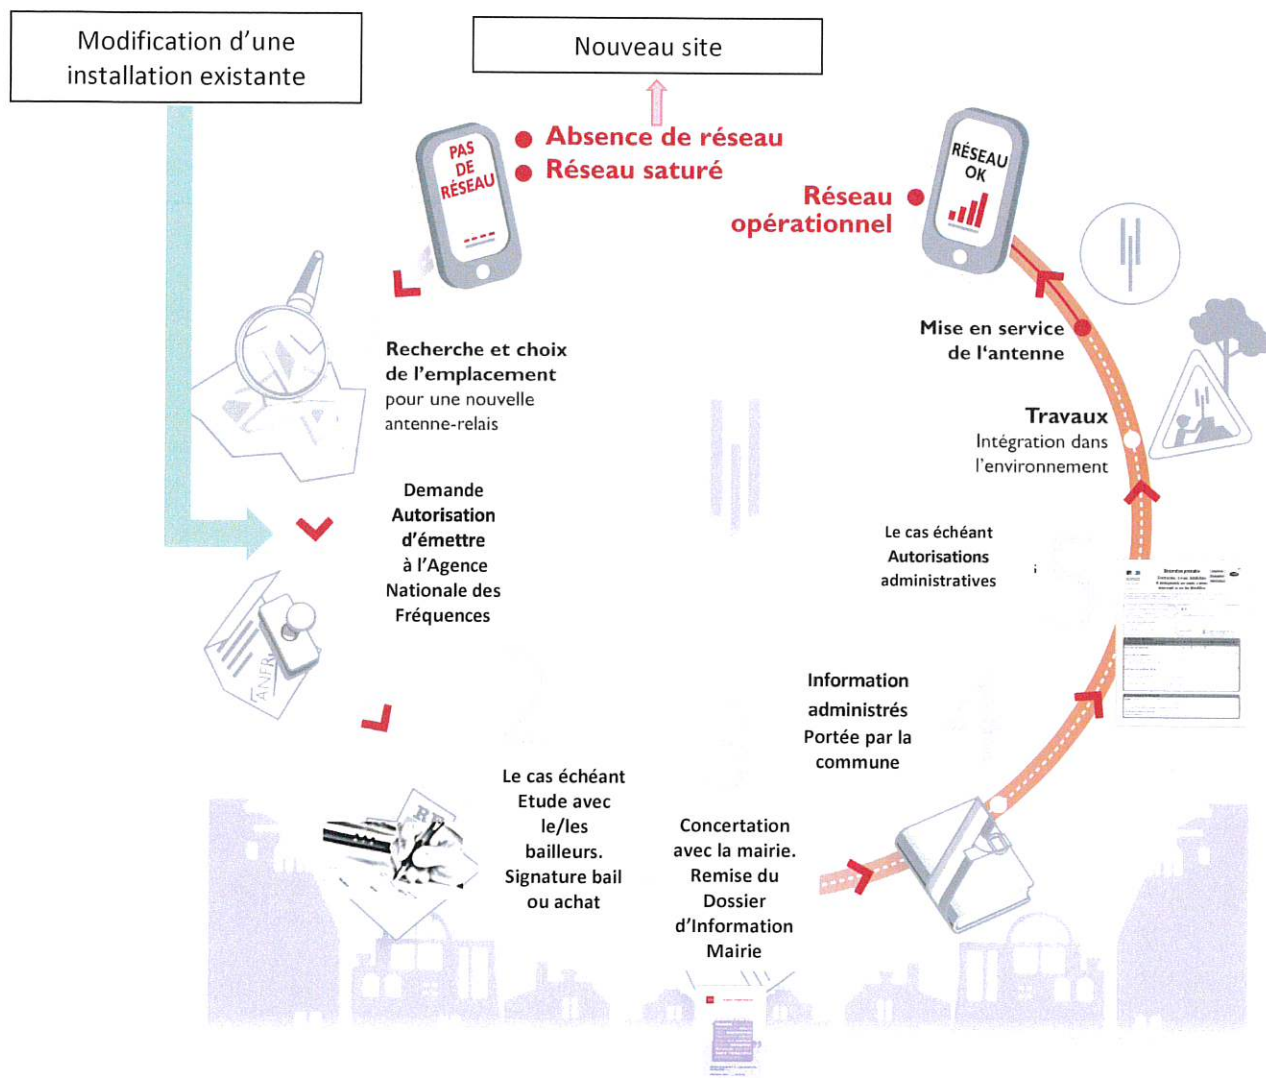 Modification d'une
installation existante
Nouveau site
PAS
DE
RÉSEAU
Absence de réseau
Réseau saturé
Réseau
opérationnel
RÉSEAU
OK
Recherche et choix
de l'emplacement
pour une nouvelle
antenne-relais
Demande
Autorisation
d'émettre
à l'Agence
Nationale des
Fréquences
ANFR
Le cas échéant
Etude avec
le/les
bailleurs.
Signature bail
ou achat
Concertation
avec la mairie.
Remise du
Dossier
d'Information
Mairie
Information
administrés
Portée par la
commune
Le cas échéant
Autorisations
administratives
Travaux
Intégration dans
l'environnement
Mise en service
de l'antenne